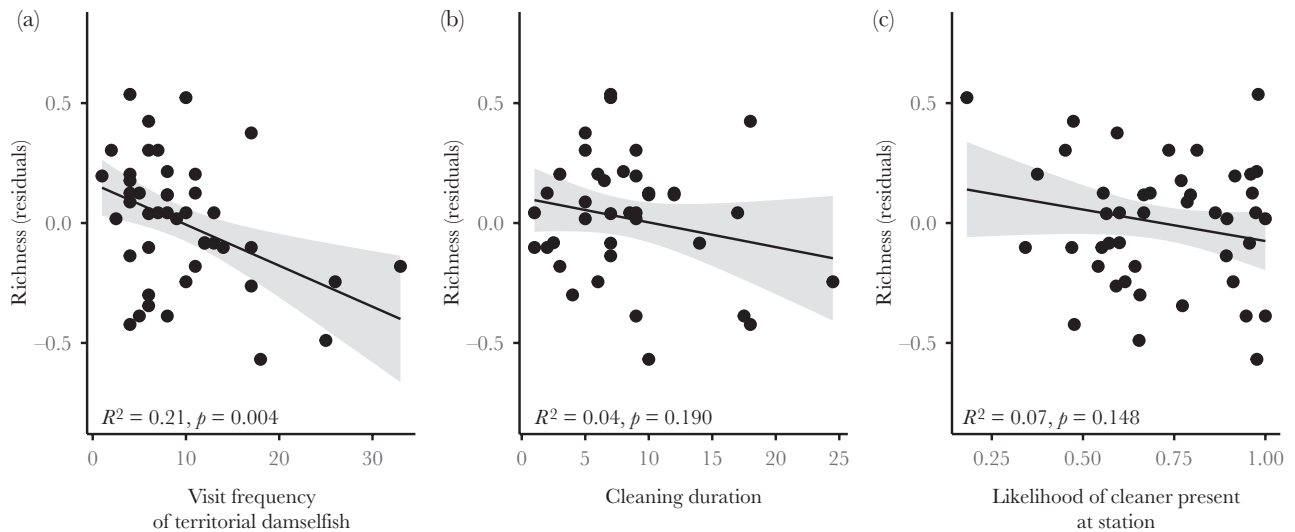 (a)
Richness (residuals)
0.5
0.0
−0.5
R² = 0.21, p = 0.004
0
10
20
30
Visit frequency
of territorial damselfish
(b)
Richness (residuals)
0.5
0.0
−0.5
R² = 0.04, p = 0.190
0
5
10
15
20
25
Cleaning duration
(c)
Richness (residuals)
0.5
0.0
−0.5
R² = 0.07, p = 0.148
0.25
0.50
0.75
1.00
Likelihood of cleaner present
at station